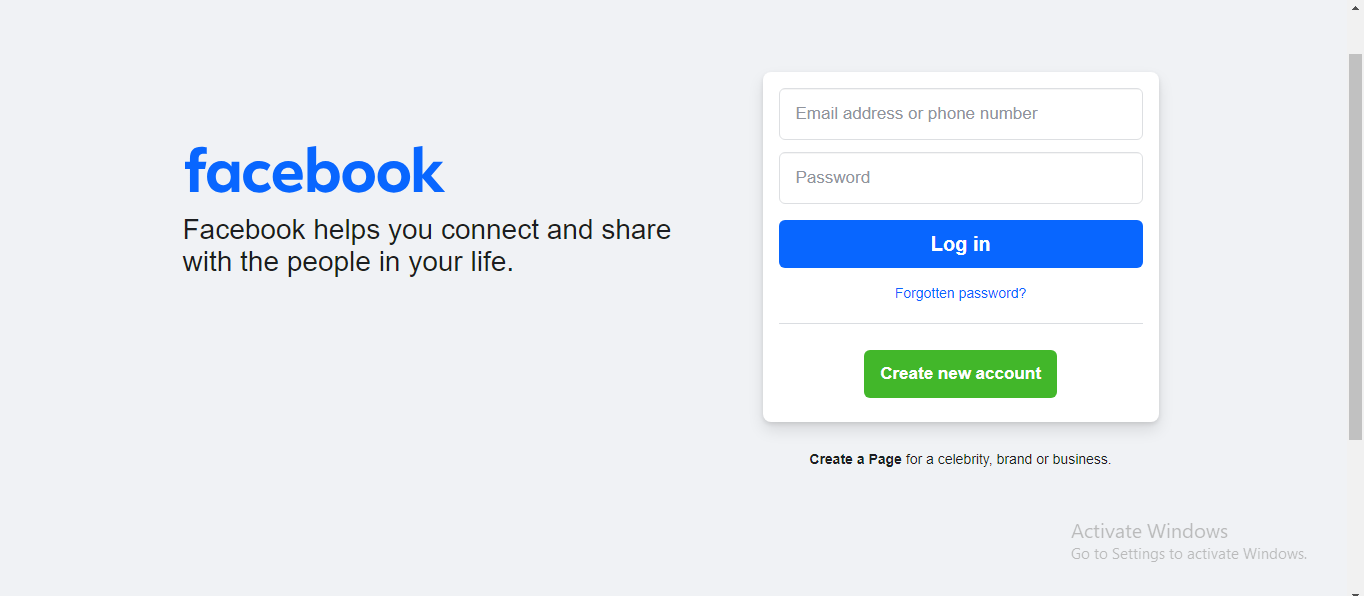 facebook
Facebook helps you connect and share
with the people in your life.
Email address or phone number
Password
Log in
Forgotten password?
Create new account
Create a Page for a celebrity, brand or business.
Activate Windows
Go to Settings to activate Windows.